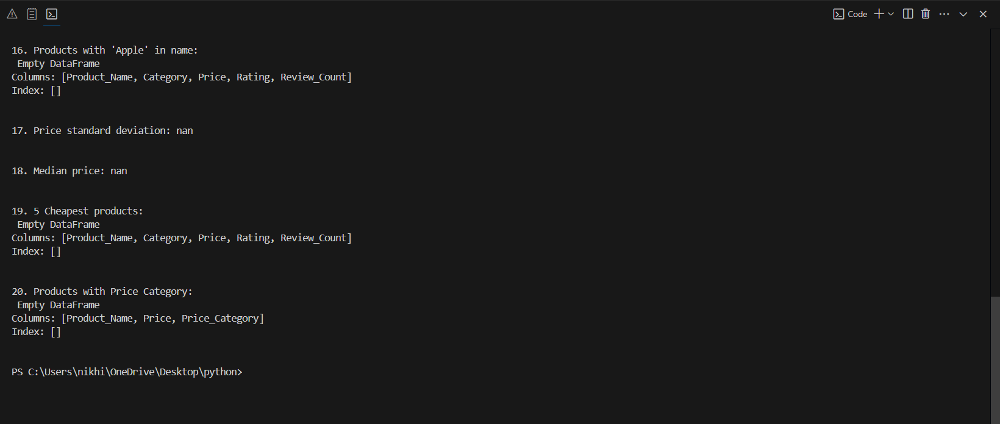 Code
16. Products with 'Apple' in name:
Empty DataFrame
Columns: [Product_Name, Category, Price, Rating, Review_Count]
Index: []
17. Price standard deviation: nan
18. Median price: nan
19. 5 Cheapest products:
Empty DataFrame
Columns: [Product_Name, Category, Price, Rating, Review_Count]
Index: []
20. Products with Price Category:
Empty DataFrame
Columns: [Product_Name, Price, Price_Category]
Index: []
PS C:\Users\nikhi\OneDrive\Desktop\python>